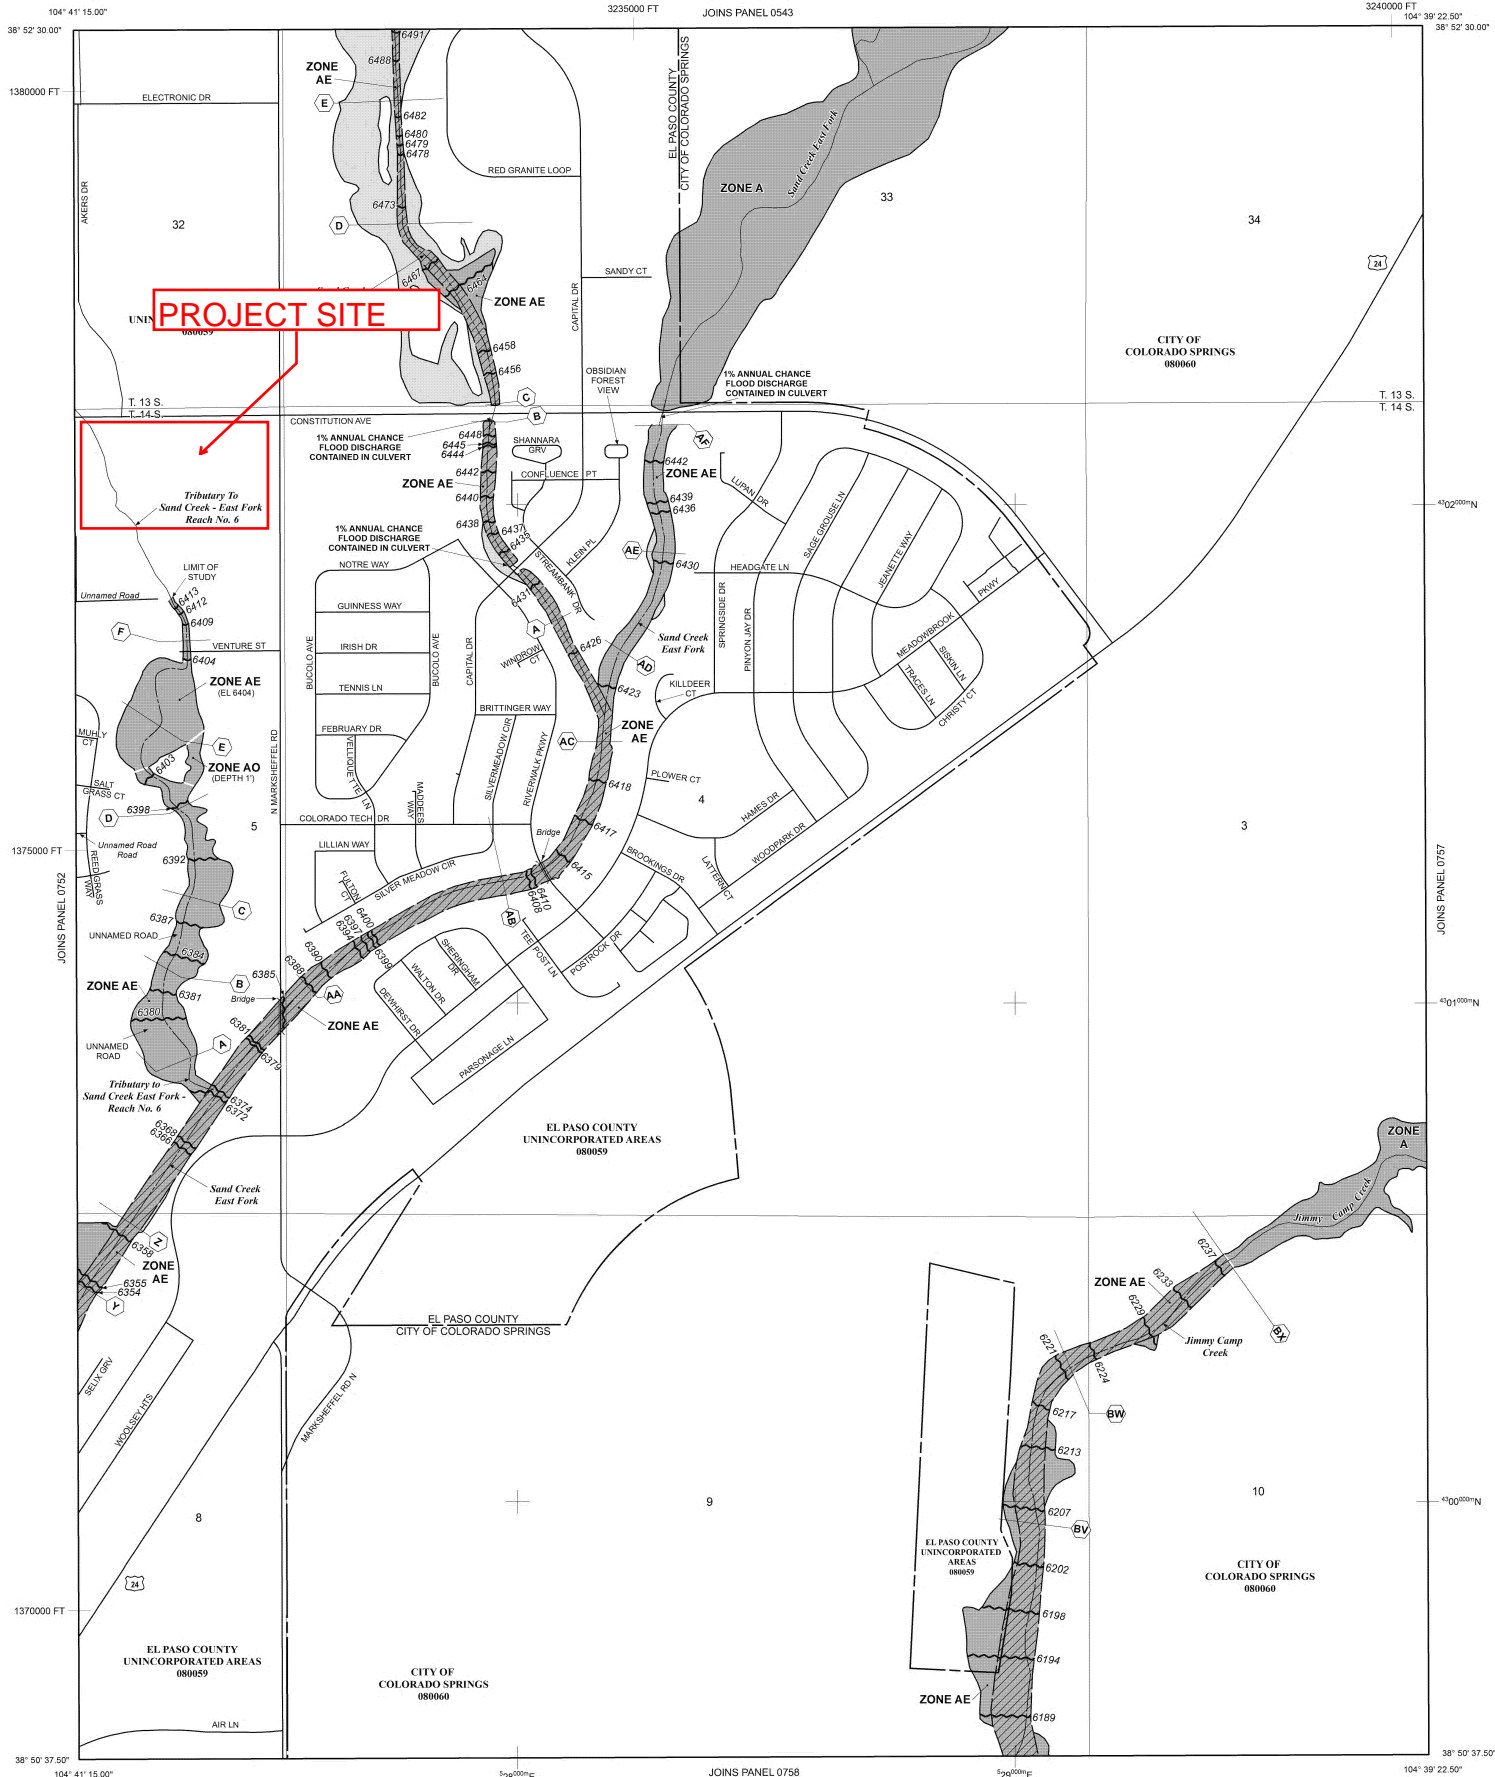 104° 41' 15.00"
3235000 FT
JOINS PANEL 0543
3240000 FT
104° 39' 22.50"
38° 52' 30.00"
38° 52' 30.00"
6491
6488
ZONE
AE
E
1380000 FT
ELECTRONIC DR
6482
6480
6479
6478
EL PASO COUNTY
CITY OF COLORADO SPRINGS
Sand Creek East Fork
RED GRANITE LOOP
ZONE A
33
34
AKERS DR
32
6473
D
24
6467
6464
SANDY CT
ZONE AE
CAPITAL DR
PROJECT SITE
080059
6458
6456
CITY OF
COLORADO SPRINGS
080060
OBSIDIAN
FOREST
VIEW
1% ANNUAL CHANCE
FLOOD DISCHARGE
CONTAINED IN CULVERT
C
B
T. 13 S.
T. 14 S.
T. 13 S.
T. 14 S.
CONSTITUTION AVE
1% ANNUAL CHANCE
FLOOD DISCHARGE
CONTAINED IN CULVERT
6448
6445
6444
SHANNARA
GRV
AF
6442
6442
ZONE AE
ZONE AE
CONFLUENCE PT
LUPAN DR
6440
6439
6436
SAGE GROUSE LN
Tributary To
Sand Creek - East Fork
Reach No. 6
4302000mN
6438
6437
6435
1% ANNUAL CHANCE
FLOOD DISCHARGE
CONTAINED IN CULVERT
KLEIN PL
STREAMBANK DR
AE
6430
JEANETTE WAY
NOTRE WAY
HEADGATE LN
LIMIT OF
STUDY
Unnamed Road
6413
6412
6409
6431
PKWY
GUINNESS WAY
F
A
SPRINGSIDE DR
PINYON JAY DR
MEADOWBROOK
VENTURE ST
6404
BUCOLO AVE
IRISH DR
BUCOLO AVE
CAPITAL DR
WINDROW
CT
6426
Sand Creek
East Fork
AD
SISKIN LN
TRACES LN
CHRISTY CT
ZONE AE
(EL 6404)
TENNIS LN
6423
KILLDEER
CT
BRITTINGER WAY
ZONE
AE
FEBRUARY DR
MUHLY
CT
E
N MARKSHEFFEL RD
AC
VELLIQUETTE LN
SILVERMEADOW CIR
RIVERWALK PKWY
6403
ZONE AO
(DEPTH 1')
SALT
GRASS CT
MADDEES
WAY
6418
PLOWER CT
4
HAMES DR
6398
D
COLORADO TECH DR
6417
5
3
Unnamed Road
Road
LILLIAN WAY
Bridge
WOODPARK DR
1375000 FT
6392
REED GRASS
WAY
6415
BROOKINGS DR
LATTERN CT
JOINS PANEL 0752
JOINS PANEL 0757
FULTON
CT
SILVER MEADOW CIR
6410
6408
C
6387
AB
UNNAMED ROAD
6400
6397
6394
6399
TEE POST LN
POSTROCK DR
6384
6390
6388
SHERINGHAM
DR
6385
WALTON DR
B
ZONE AE
6381
Bridge
AA
DEWHIRST DR
4301000mN
6380
ZONE AE
UNNAMED
ROAD
6381
A
6379
PARSONAGE LN
Tributary to
Sand Creek East Fork -
Reach No. 6
6374
6372
6368
6366
EL PASO COUNTY
UNINCORPORATED AREAS
080059
ZONE
A
Sand Creek
East Fork
Jimmy Camp Creek
Z
6358
6237
ZONE
AE
6355
6354
Y
ZONE AE
6233
6229
BX
EL PASO COUNTY
CITY OF COLORADO SPRINGS
Jimmy Camp
Creek
6221
6224
SELIX GRV
WOOLSEY HTS
MARKSHEFFEL RD N
6217
BW
6213
8
9
10
4300000mN
6207
BV
EL PASO COUNTY
UNINCORPORATED
AREAS
080059
6202
CITY OF
COLORADO SPRINGS
080060
24
1370000 FT
6198
EL PASO COUNTY
UNINCORPORATED AREAS
080059
6194
CITY OF
COLORADO SPRINGS
080060
ZONE AE
6189
AIR LN
38° 50' 37.50"
38° 50' 37.50"
104° 41' 15.00"
528000mE
JOINS PANEL 0758
529000mE
104° 39' 22.50"